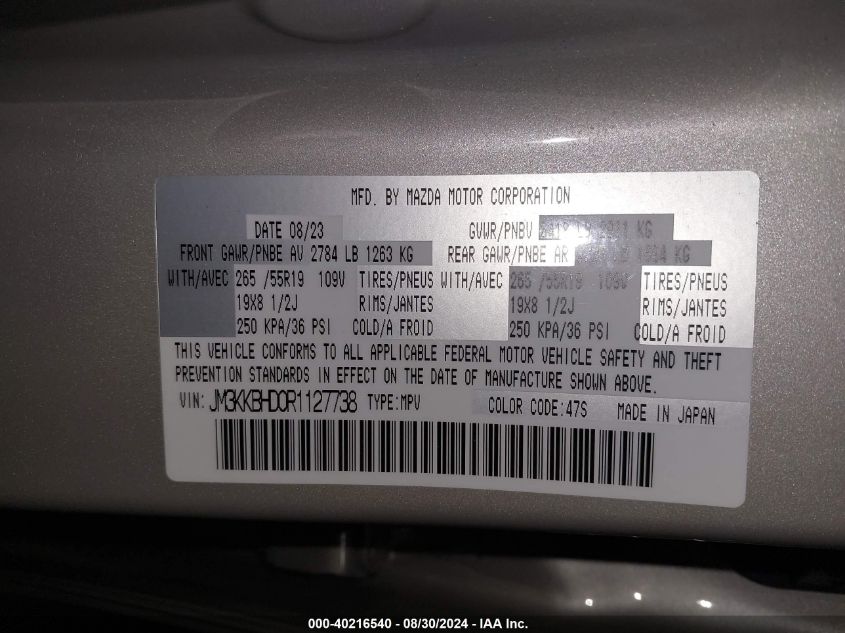 MFD. BY MAZDA MOTOR CORPORATION
DATE 08/23 GVWR/PNBV KG
FRONT GAWR/PNBE AV 2784 LB 1263 KG REAR GAWR/PNBE AR KG
WITH/AVEC 265 /55R19 109V TIRES/PNEUS WITH/AVEC 265 /55R19 109V TIRES/PNEUS
19X8 1/2J RIMS/JANTES 19X8 1/2J RIMS/JANTES
250 KPA/36 PSI COLD/A FROID 250 KPA/36 PSI COLD/A FROID
THIS VEHICLE CONFORMS TO ALL APPLICABLE FEDERAL MOTOR VEHICLE SAFETY AND THEFT
PREVENTION STANDARDS IN EFFECT ON THE DATE OF MANUFACTURE SHOWN ABOVE.
VIN: JM3KKBHD0R1127738 TYPE:MPV COLOR CODE:47S MADE IN JAPAN
000-40216540 - 08/30/2024 - IAA Inc.